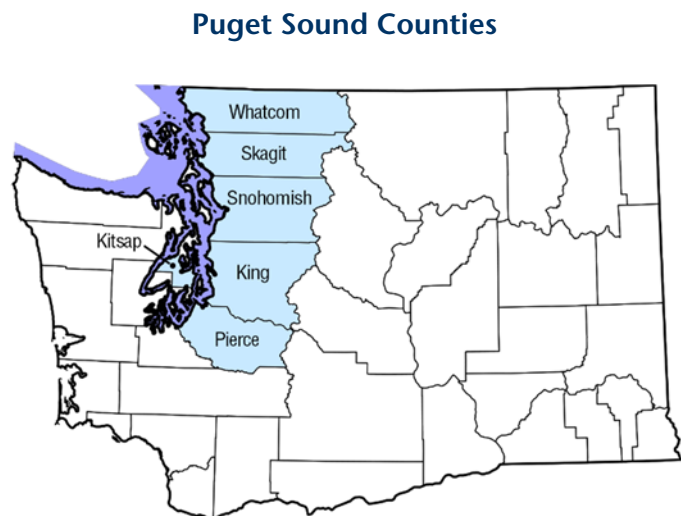 Puget Sound Counties
Whatcom
Skagit
Snohomish
Kitsap
King
Pierce